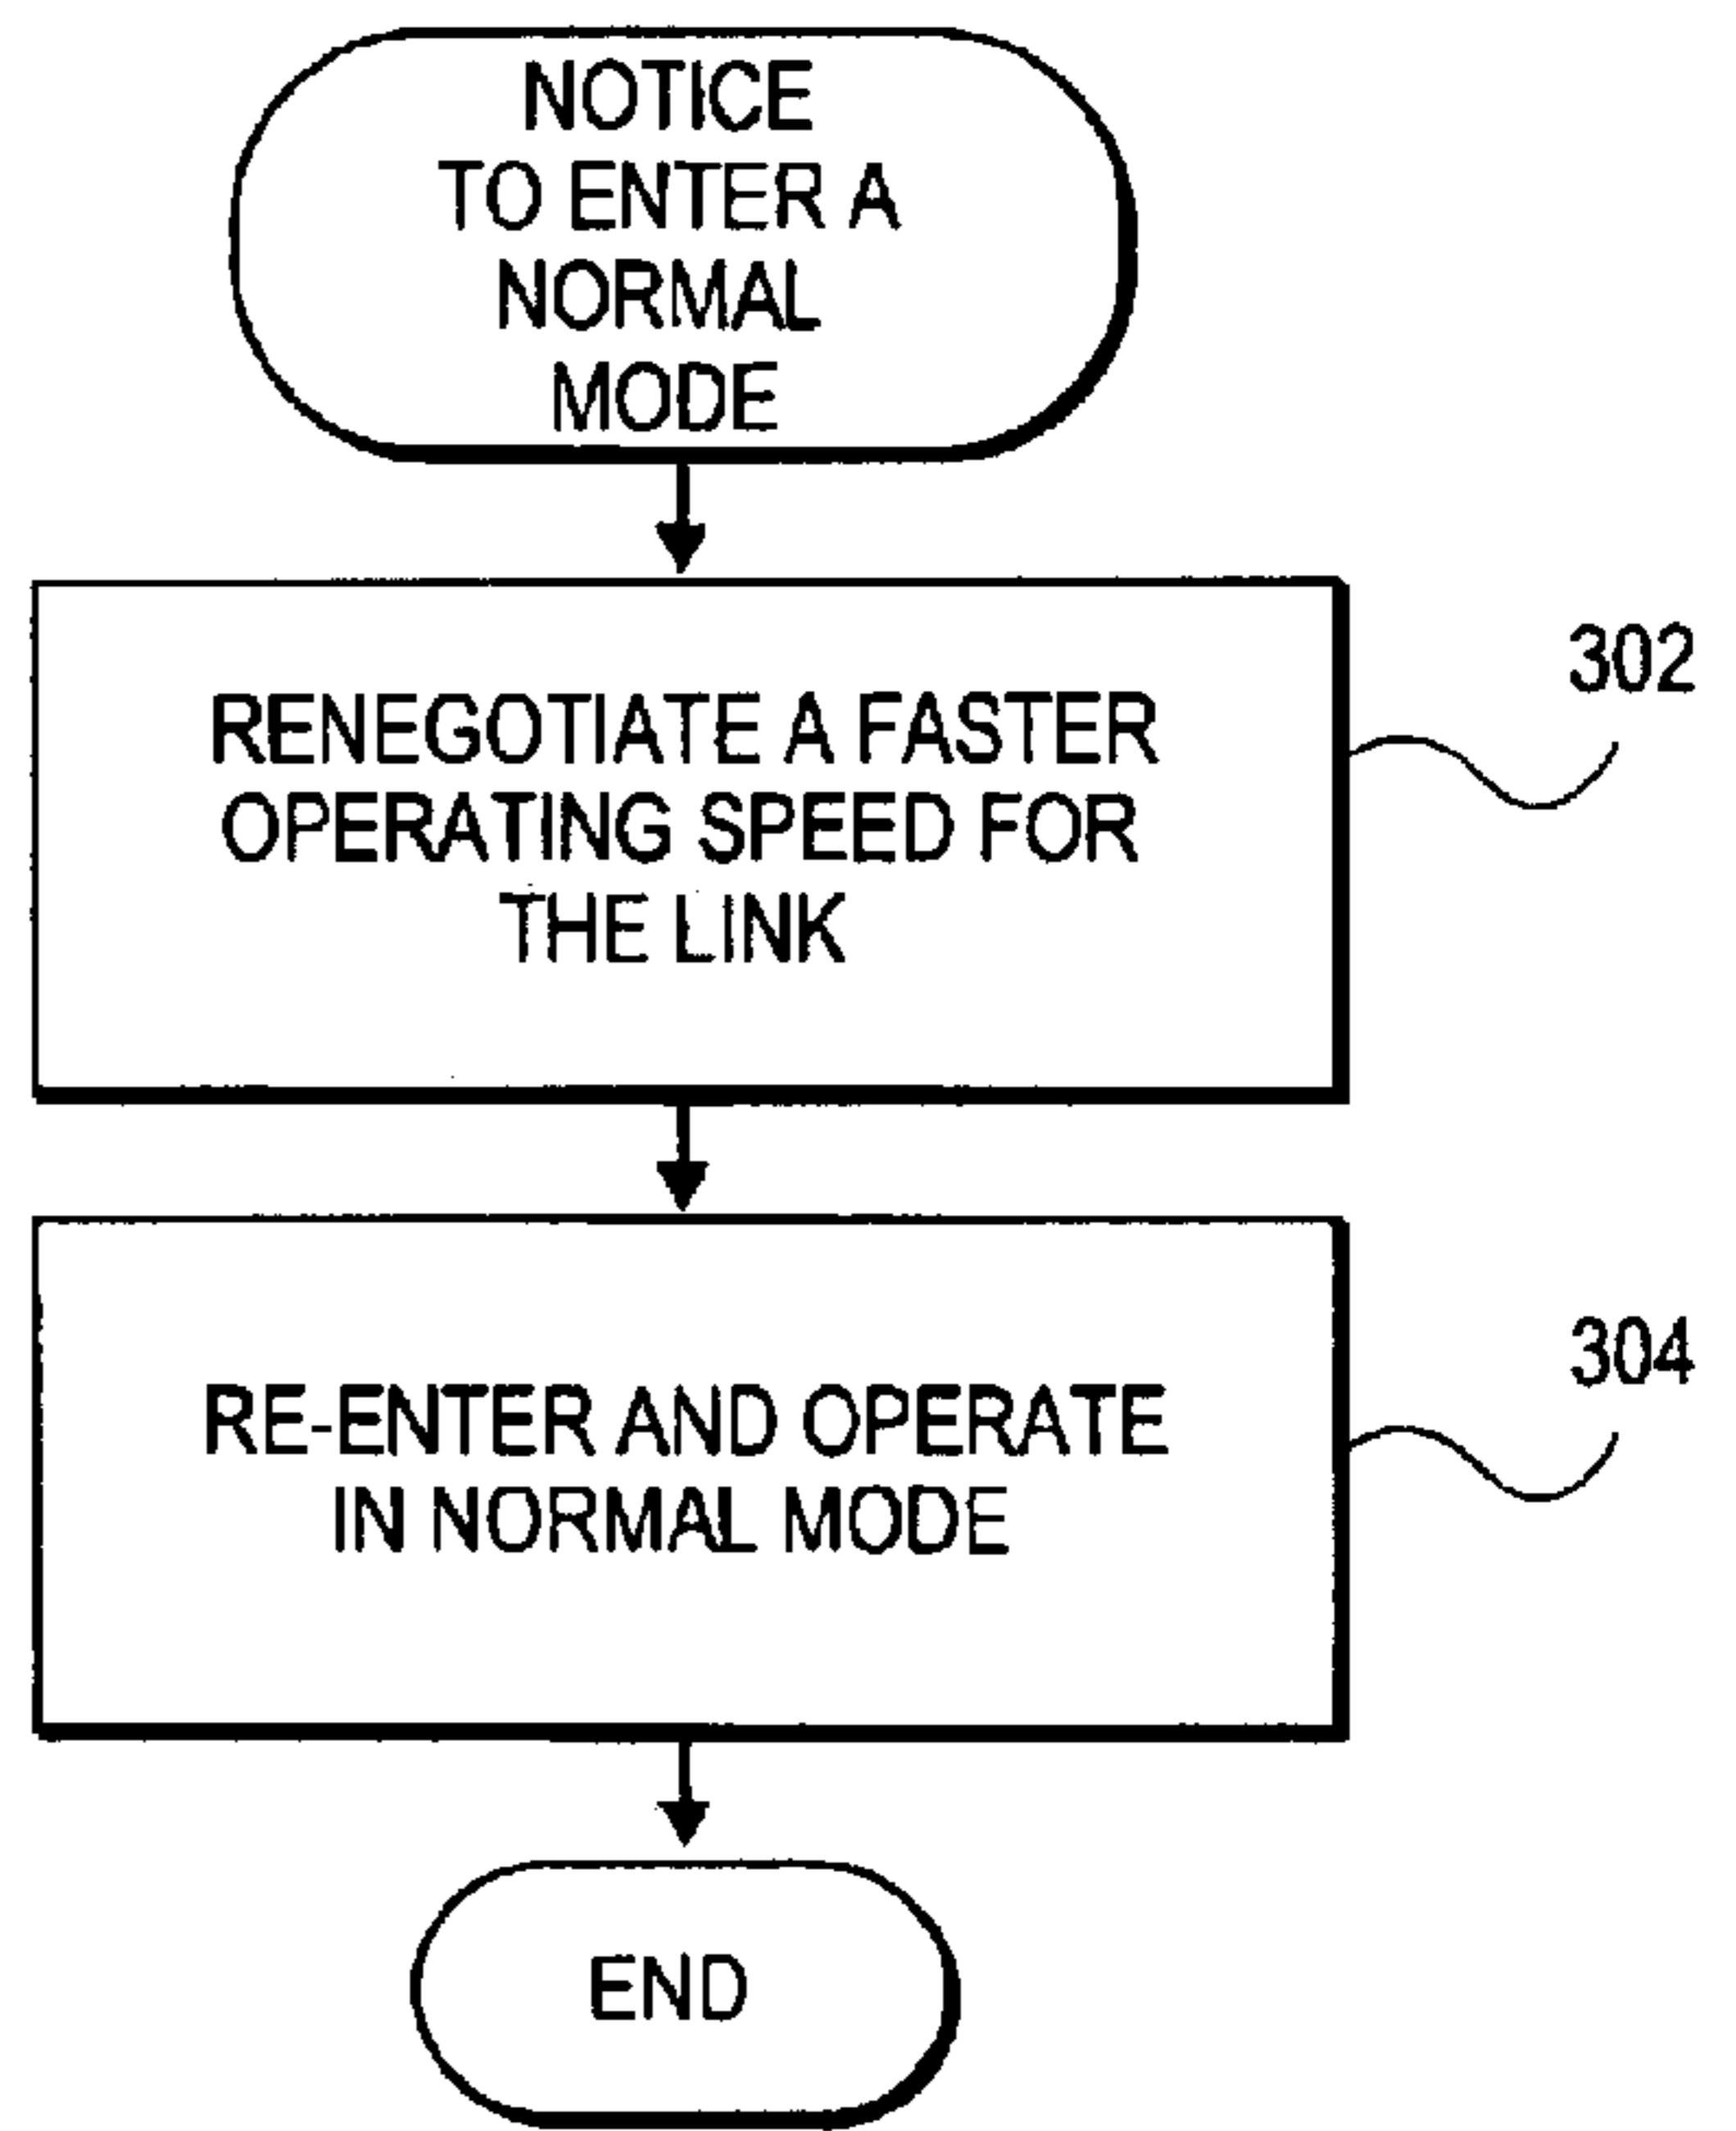 NOTICE
TO ENTER A
NORMAL
MODE
302
RENEGOTIATE A FASTER
OPERATING SPEED FOR
THE LINK
304
RE-ENTER AND OPERATE
IN NORMAL MODE
END